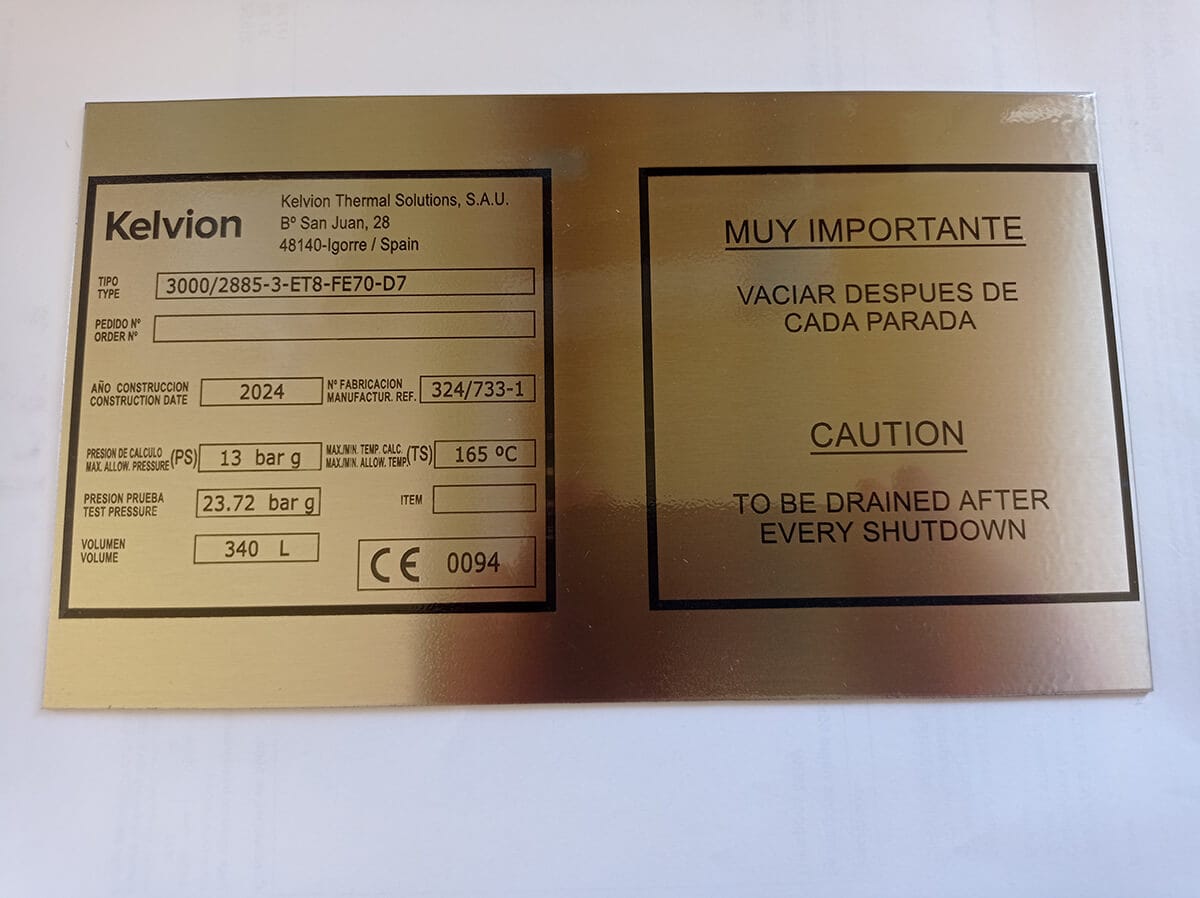 Kelvion
Kelvion Thermal Solutions, S.A.U.
Bº San Juan, 28
48140-Igorre / Spain
TIPO
TYPE
3000/2885-3-ET8-FE70-D7
PEDIDO Nº
ORDER Nº
AÑO CONSTRUCCION
CONSTRUCTION DATE
2024
Nº FABRICACION
MANUFACTUR. REF.
324/733-1
PRESION DE CALCULO
MAX. ALLOW. PRESSURE
(PS)
13 bar g
MAX./MIN. TEMP. CALC.
MAX./MIN. ALLOW. TEMP.
(TS)
165 ºC
PRESION PRUEBA
TEST PRESSURE
23.72 bar g
ITEM
VOLUMEN
VOLUME
340 L
CE 0094
MUY IMPORTANTE
VACIAR DESPUES DE
CADA PARADA
CAUTION
TO BE DRAINED AFTER
EVERY SHUTDOWN